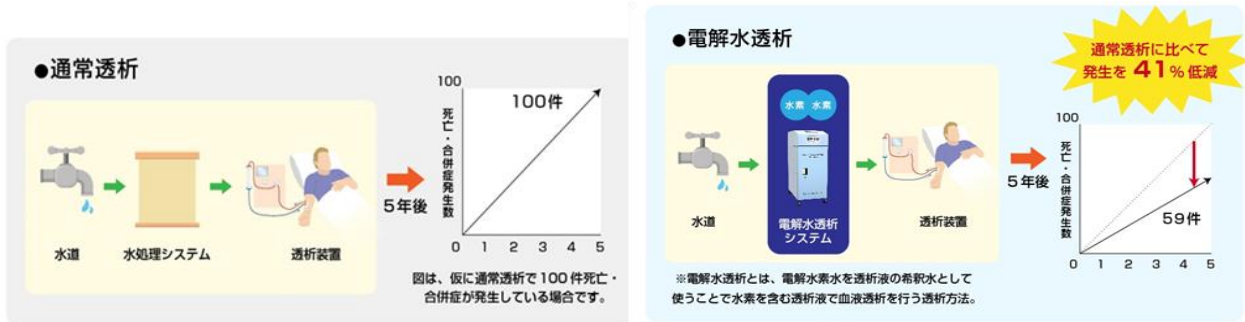 ●通常透析
水道
水処理システム
透析装置
5年後
100
死亡・合併症発生数
100件
0 1 2 3 4 5
図は、仮に通常透析で100件死亡・
合併症が発生している場合です。
●電解水透析
通常透析に比べて
発生を41%低減
水素 水素
水道
電解水透析
システム
透析装置
5年後
100
死亡・合併症発生数
59件
0 1 2 3 4 5
※電解水透析とは、電解水素水を透析液の希釈水として
使うことで水素を含む透析液で血液透析を行う透析方法。